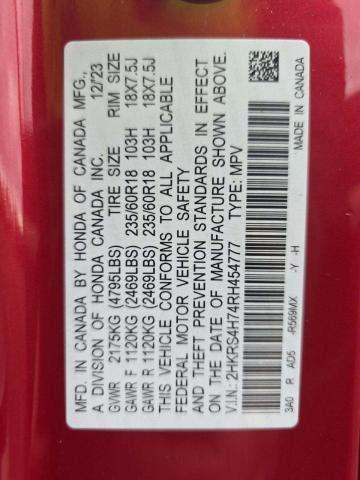 MFD. IN CANADA BY HONDA OF CANADA MFG.,
A DIVISION OF HONDA CANADA INC. 12/23
GVWR 2175KG (4795LBS) TIRE SIZE RIM SIZE
GAWR F 1120KG (2469LBS) 235/60R18 103H 18X7.5J
GAWR R 1120KG (2469LBS) 235/60R18 103H 18X7.5J
THIS VEHICLE CONFORMS TO ALL APPLICABLE
FEDERAL MOTOR VEHICLE SAFETY
AND THEFT PREVENTION STANDARDS IN EFFECT
ON THE DATE OF MANUFACTURE SHOWN ABOVE.
V.I.N.: 2HKRS4H74RH454777 TYPE: MPV
3A0 R AD5 -R569MX -Y -H MADE IN CANADA